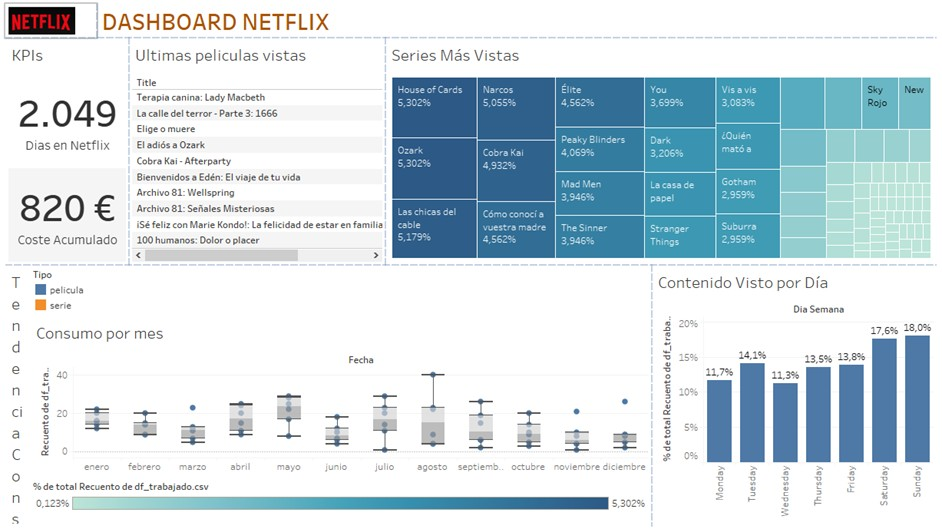 NETFLIX
DASHBOARD NETFLIX
KPIs
2.049
Dias en Netflix
820 €
Coste Acumulado
Ultimas peliculas vistas
Title
Terapia canina: Lady Macbeth
La calle del terror - Parte 3: 1666
Elige o muere
El adiós a Ozark
Cobra Kai - Afterparty
Bienvenidos a Edén: El viaje de tu vida
Archivo 81: Wellspring
Archivo 81: Señales Misteriosas
¡Sé feliz con Marie Kondo!: La felicidad de estar en familia
100 humanos: Dolor o placer
Series Más Vistas
House of Cards
5,302%
Ozark
5,302%
Las chicas del
cable
5,179%
Narcos
5,055%
Cobra Kai
4,932%
Cómo conocí a
vuestra madre
4,562%
Élite
4,562%
Peaky Blinders
4,069%
Mad Men
3,946%
The Sinner
3,946%
You
3,699%
Dark
3,206%
La casa de
papel
Stranger
Things
Vis a vis
3,083%
¿Quién
mató a
Gotham
2,959%
Suburra
2,959%
Sky
Rojo
New
Tendencia Cons
Tipo
pelicula
serie
Consumo por mes
Fecha
Recuento de df_tra..
40
20
0
enero
febrero
marzo
abril
mayo
junio
julio
agosto
septiemb..
octubre
noviembre
diciembre
% de total Recuento de df_trabajado.csv
0,123%
5,302%
Contenido Visto por Día
Dia Semana
% de total Recuento de df_traba..
20%
15%
10%
5%
0%
11,7%
14,1%
11,3%
13,5%
13,8%
17,6%
18,0%
Monday
Tuesday
Wednesday
Thursday
Friday
Saturday
Sunday